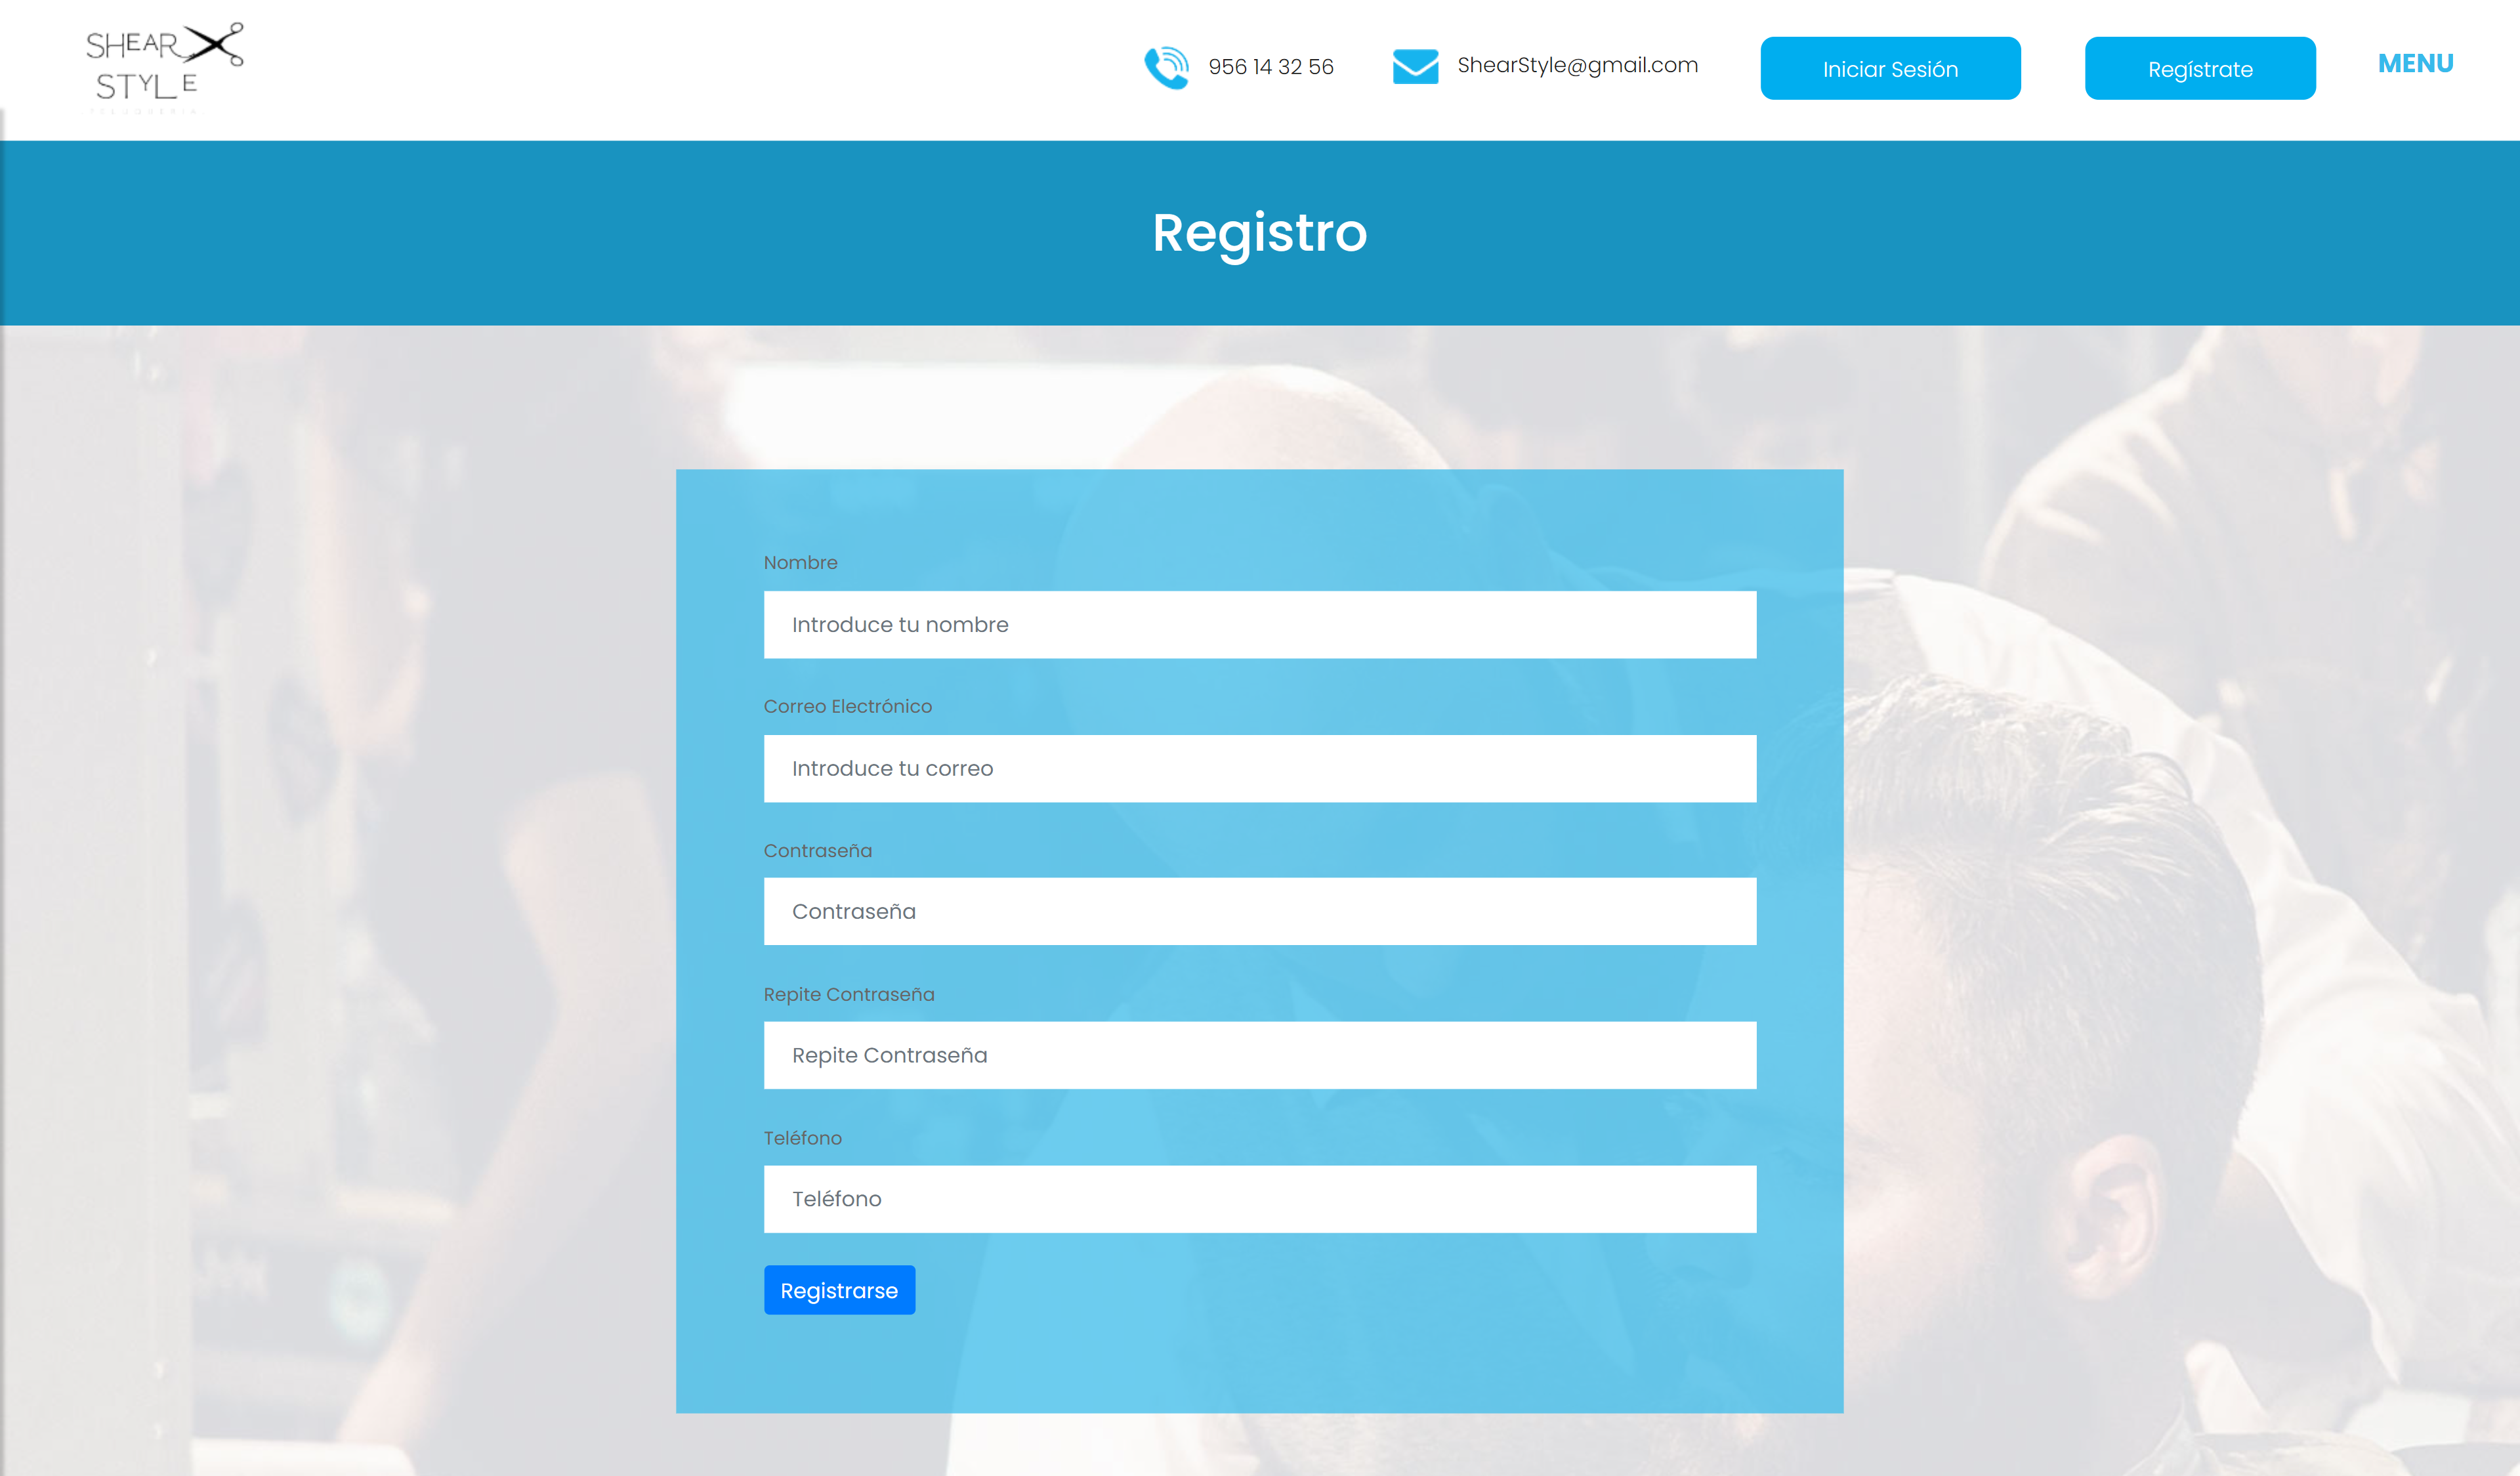 SHEAR
STYLE
956 14 32 56
ShearStyle@gmail.com
Iniciar Sesión
Regístrate
MENU
Registro
Nombre
Introduce tu nombre
Correo Electrónico
Introduce tu correo
Contraseña
Contraseña
Repite Contraseña
Repite Contraseña
Teléfono
Teléfono
Registrarse